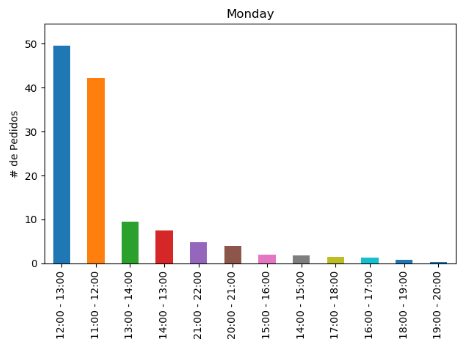 Monday
# de Pedidos
50
40
30
20
10
0
12:00 - 13:00
11:00 - 12:00
13:00 - 14:00
14:00 - 13:00
21:00 - 22:00
20:00 - 21:00
15:00 - 16:00
14:00 - 15:00
17:00 - 18:00
16:00 - 17:00
18:00 - 19:00
19:00 - 20:00